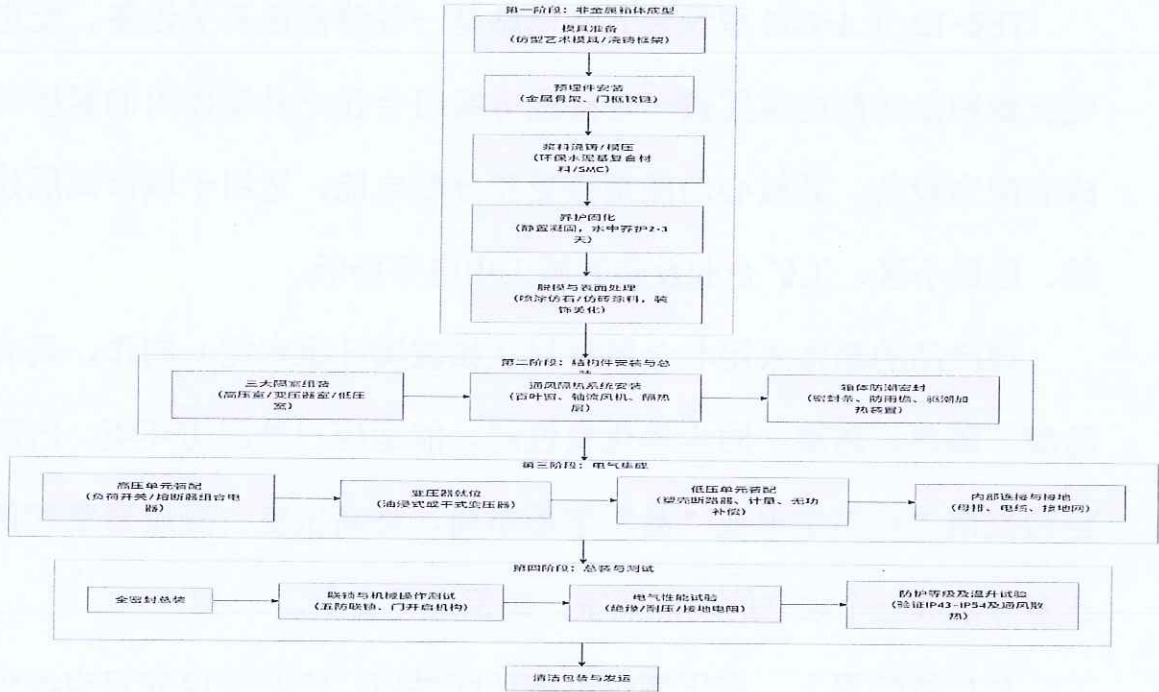 第一阶段：非金属箱体成型
模具准备
（仿型艺术模具/浇铸框架）
预埋件安装
（金属骨架、门框铰链）
浆料浇铸/模压
（环保水泥基复合材
料/SMC）
养护固化
（静置凝固，水中养护2-3
天）
脱模与表面处理
（喷涂仿石/仿砖涂料，装
饰美化）
第二阶段：结构件安装与总
装
三大隔室组装
（高压室/变压器室/低压
室）
通风隔热系统安装
（百叶窗、轴流风机、隔热
层）
箱体防潮密封
（密封条、防雨檐、驱潮加
热装置）
第三阶段：电气集成
高压单元装配
（负荷开关/熔断器组合电
器）
变压器就位
（油浸式或干式变压器）
低压单元装配
（塑壳断路器、计量、无功
补偿）
内部连接与接地
（母排、电缆、接地网）
第四阶段：总装与测试
全密封总装
联锁与机械操作测试
（五防联锁、门开启机构）
电气性能试验
（绝缘/耐压/接地电阻）
防护等级及温升试验
（验证IP43-IP54及通风散
热）
清洁包装与发运